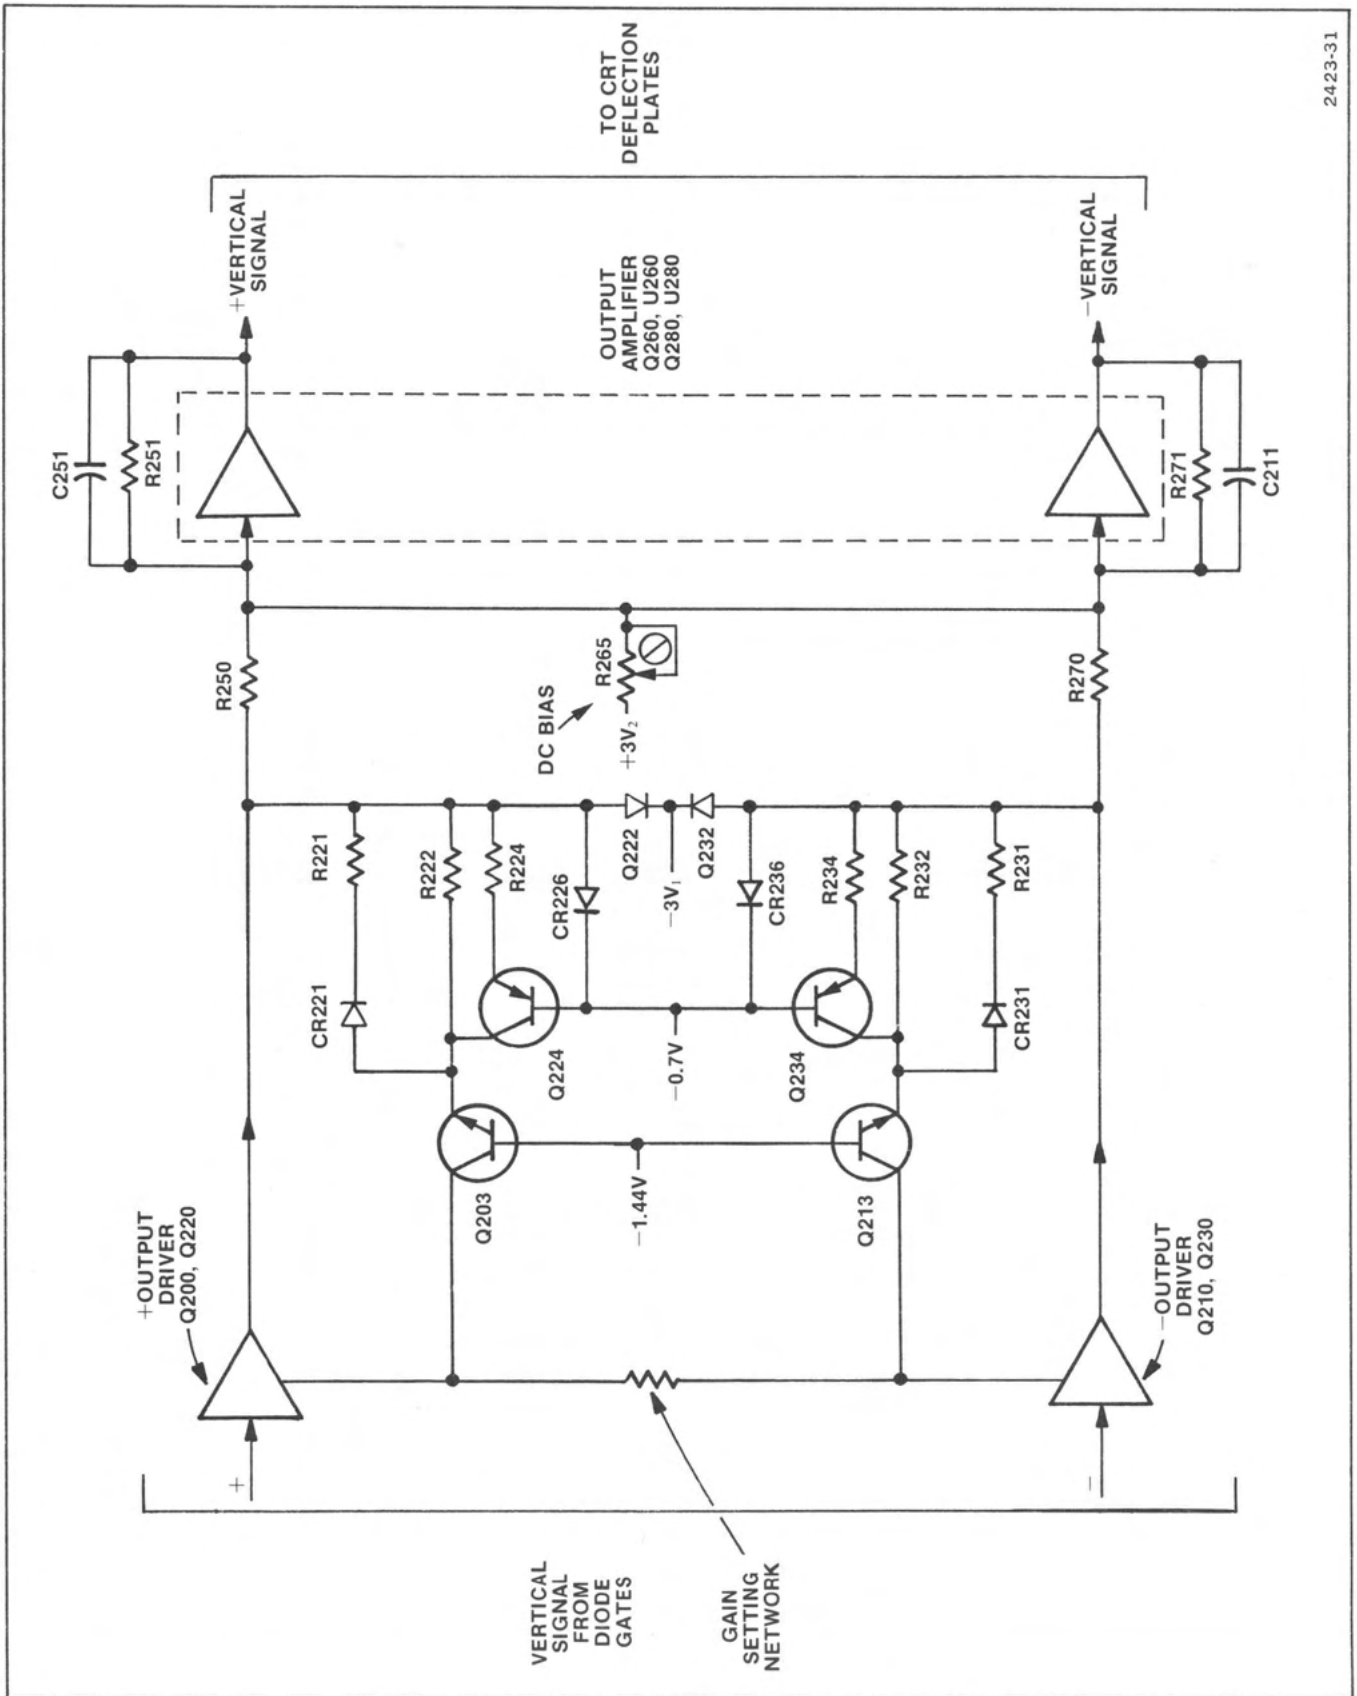 +OUTPUT
DRIVER
Q200, Q220
C251
R251
R250
+VERTICAL
SIGNAL
CR221
R221
Q203
R222
Q224
R224
CR226
Q222
-3V₁
Q232
CR236
-0.7V
-1.44V
DC BIAS
R265
+3V₂
OUTPUT
AMPLIFIER
Q260, U260
Q280, U280
TO CRT
DEFLECTION
PLATES
Q234
R234
R232
Q213
CR231
R231
R270
R271
C211
-VERTICAL
SIGNAL
-OUTPUT
DRIVER
Q210, Q230
+
-
VERTICAL
SIGNAL
FROM
DIODE
GATES
GAIN
SETTING
NETWORK
2423-31